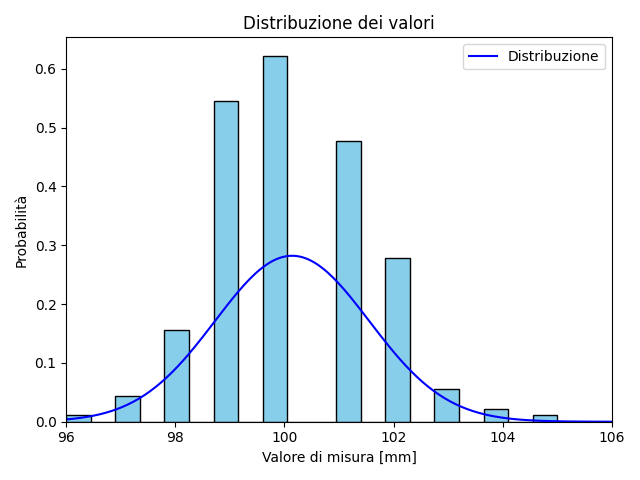 Distribuzione dei valori
Distribuzione
Probabilità
0.6
0.5
0.4
0.3
0.2
0.1
0.0
96 98 100 102 104 106
Valore di misura [mm]